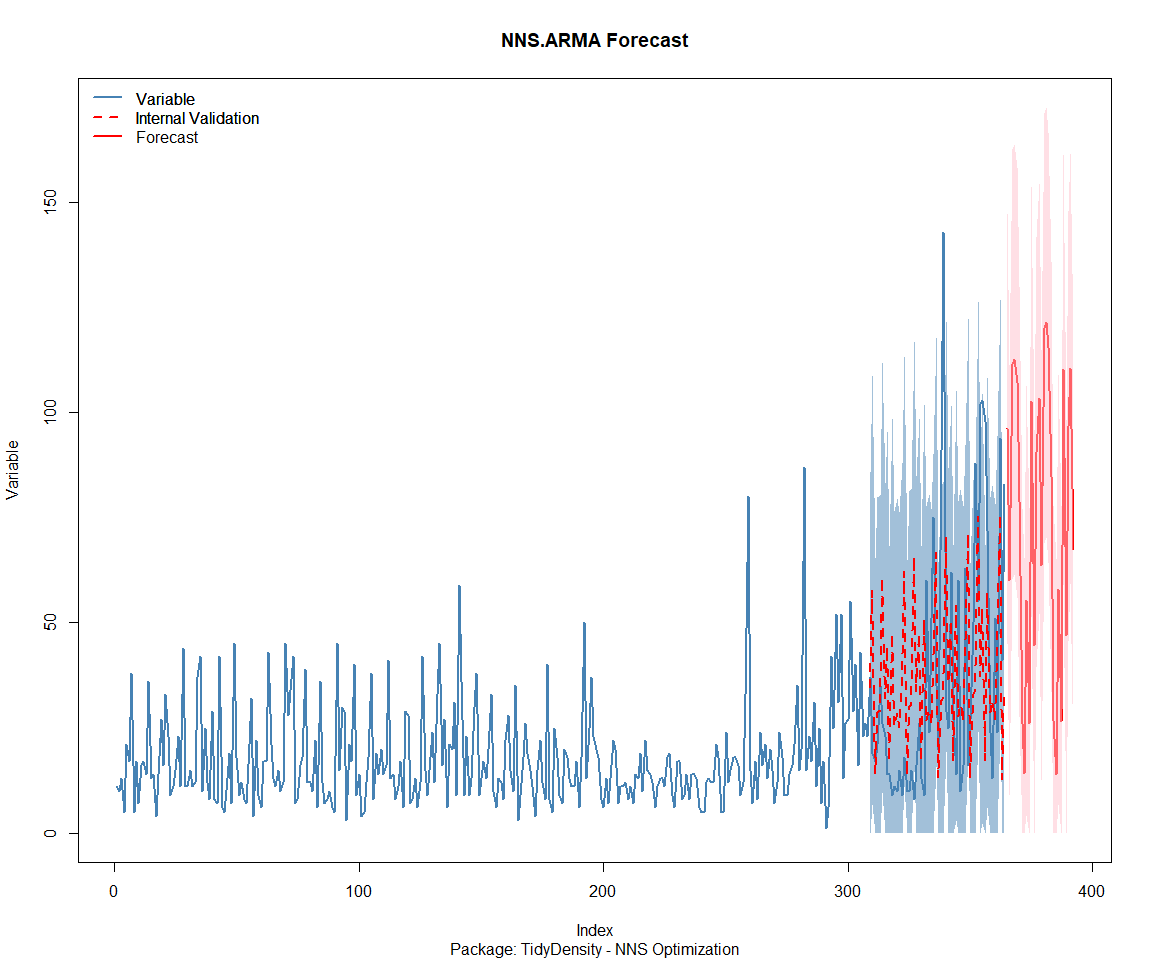 NNS.ARMA Forecast
Variable
Internal Validation
Forecast
150
100
50
0
Variable
0
100
200
300
400
Index
Package: TidyDensity - NNS Optimization